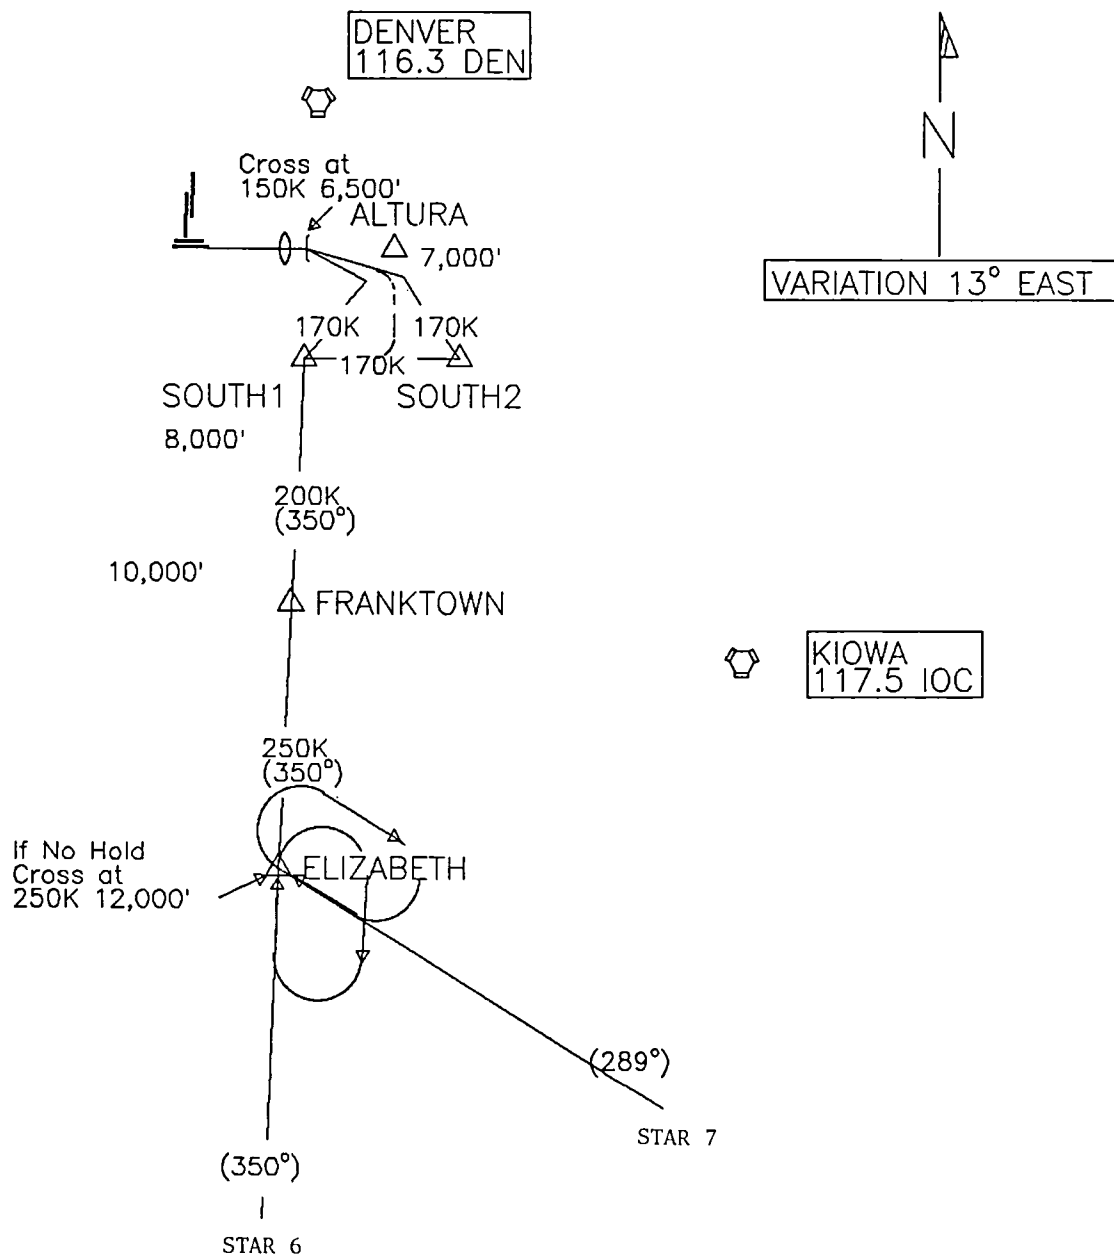 DENVER
116.3 DEN
N
VARIATION 13° EAST
Cross at
150K 6,500'
ALTURA
7,000'
170K
170K
170K
SOUTH1
SOUTH2
8,000'
200K
(350°)
10,000'
FRANKTOWN
KIOWA
117.5 IOC
250K
(350°)
If No Hold
Cross at
250K 12,000'
ELIZABETH
(289°)
STAR 7
(350°)
STAR 6